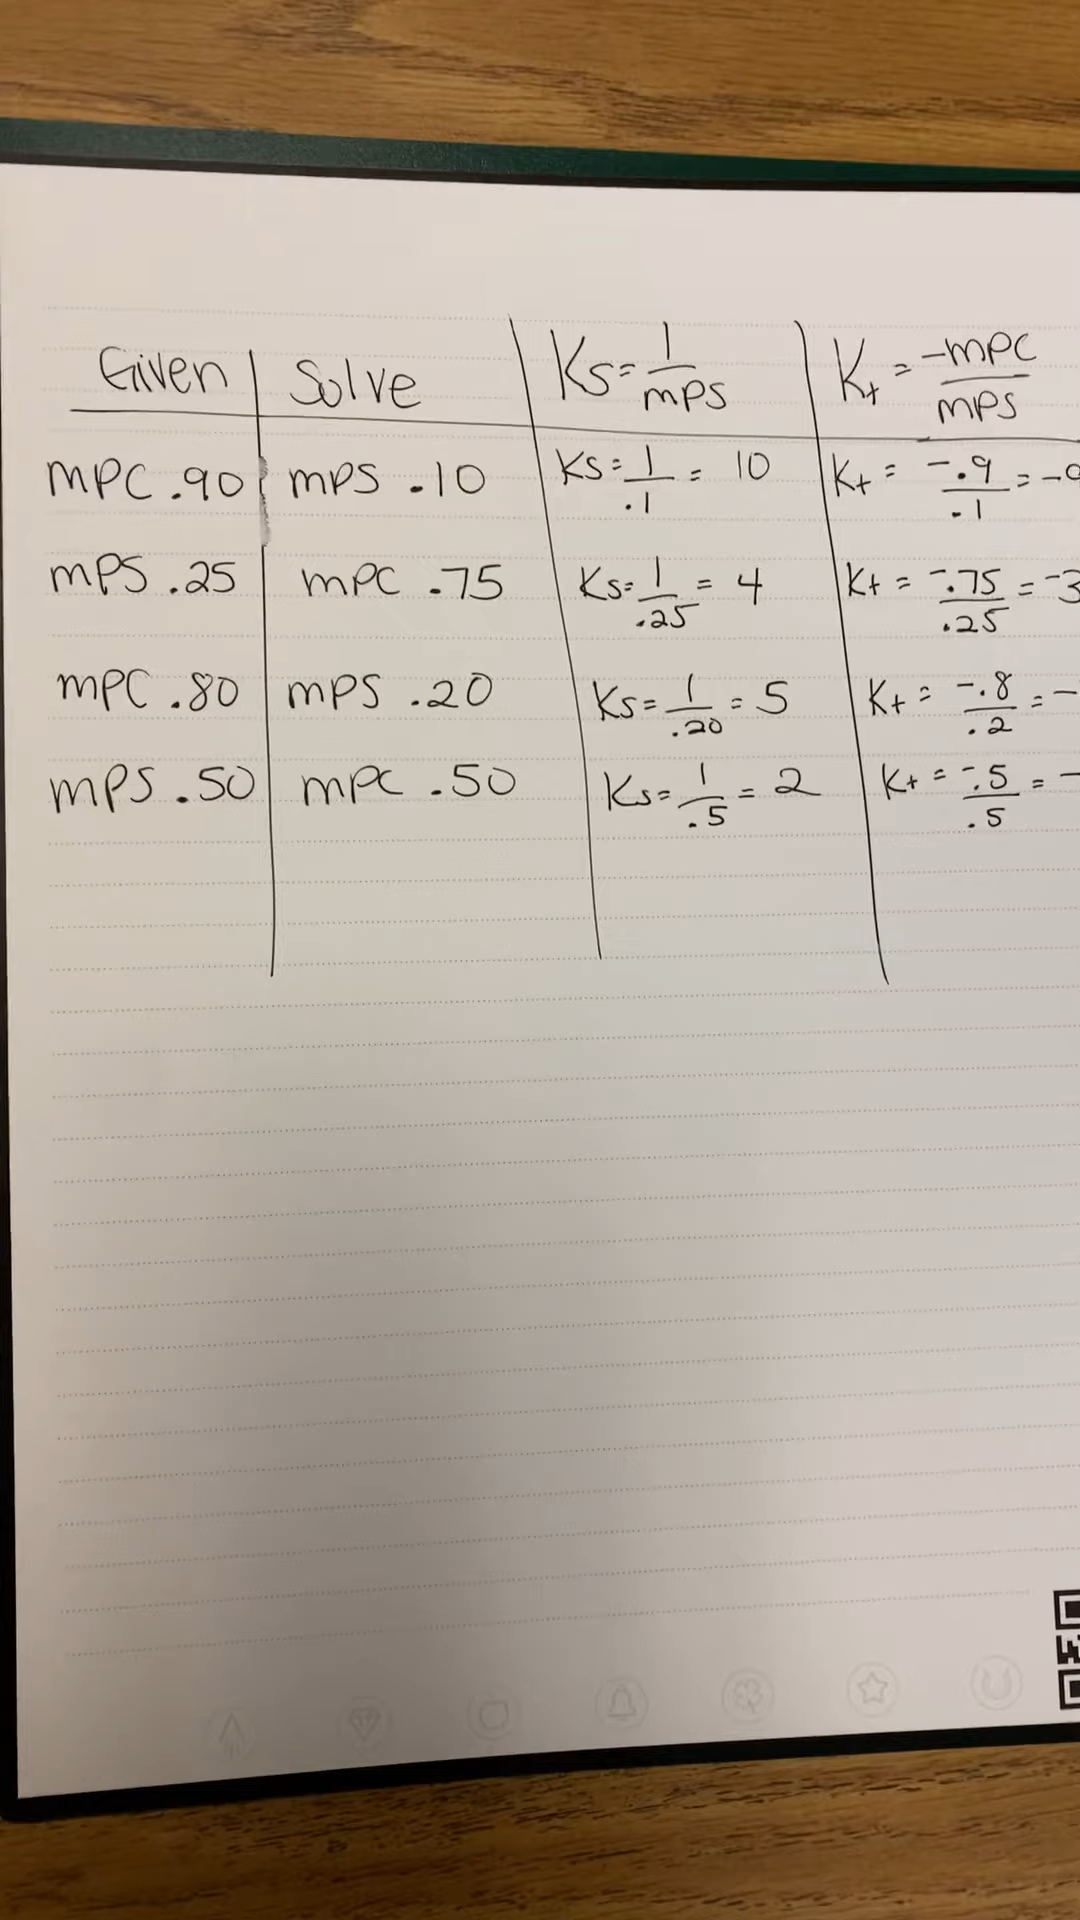 Given | Solve | Ks = 1/mPS | Kt = -mPC/mPS
mPC .90 | mPS .10 | Ks = 1/.1 = 10 | Kt = -.9/.1 = -9
mPS .25 | mPC .75 | Ks = 1/.25 = 4 | Kt = -.75/.25 = -3
mPC .80 | mPS .20 | Ks = 1/.20 = 5 | Kt = -.8/.2 = -
mPS .50 | mPC .50 | Ks = 1/.5 = 2 | Kt = -.5/.5 = -